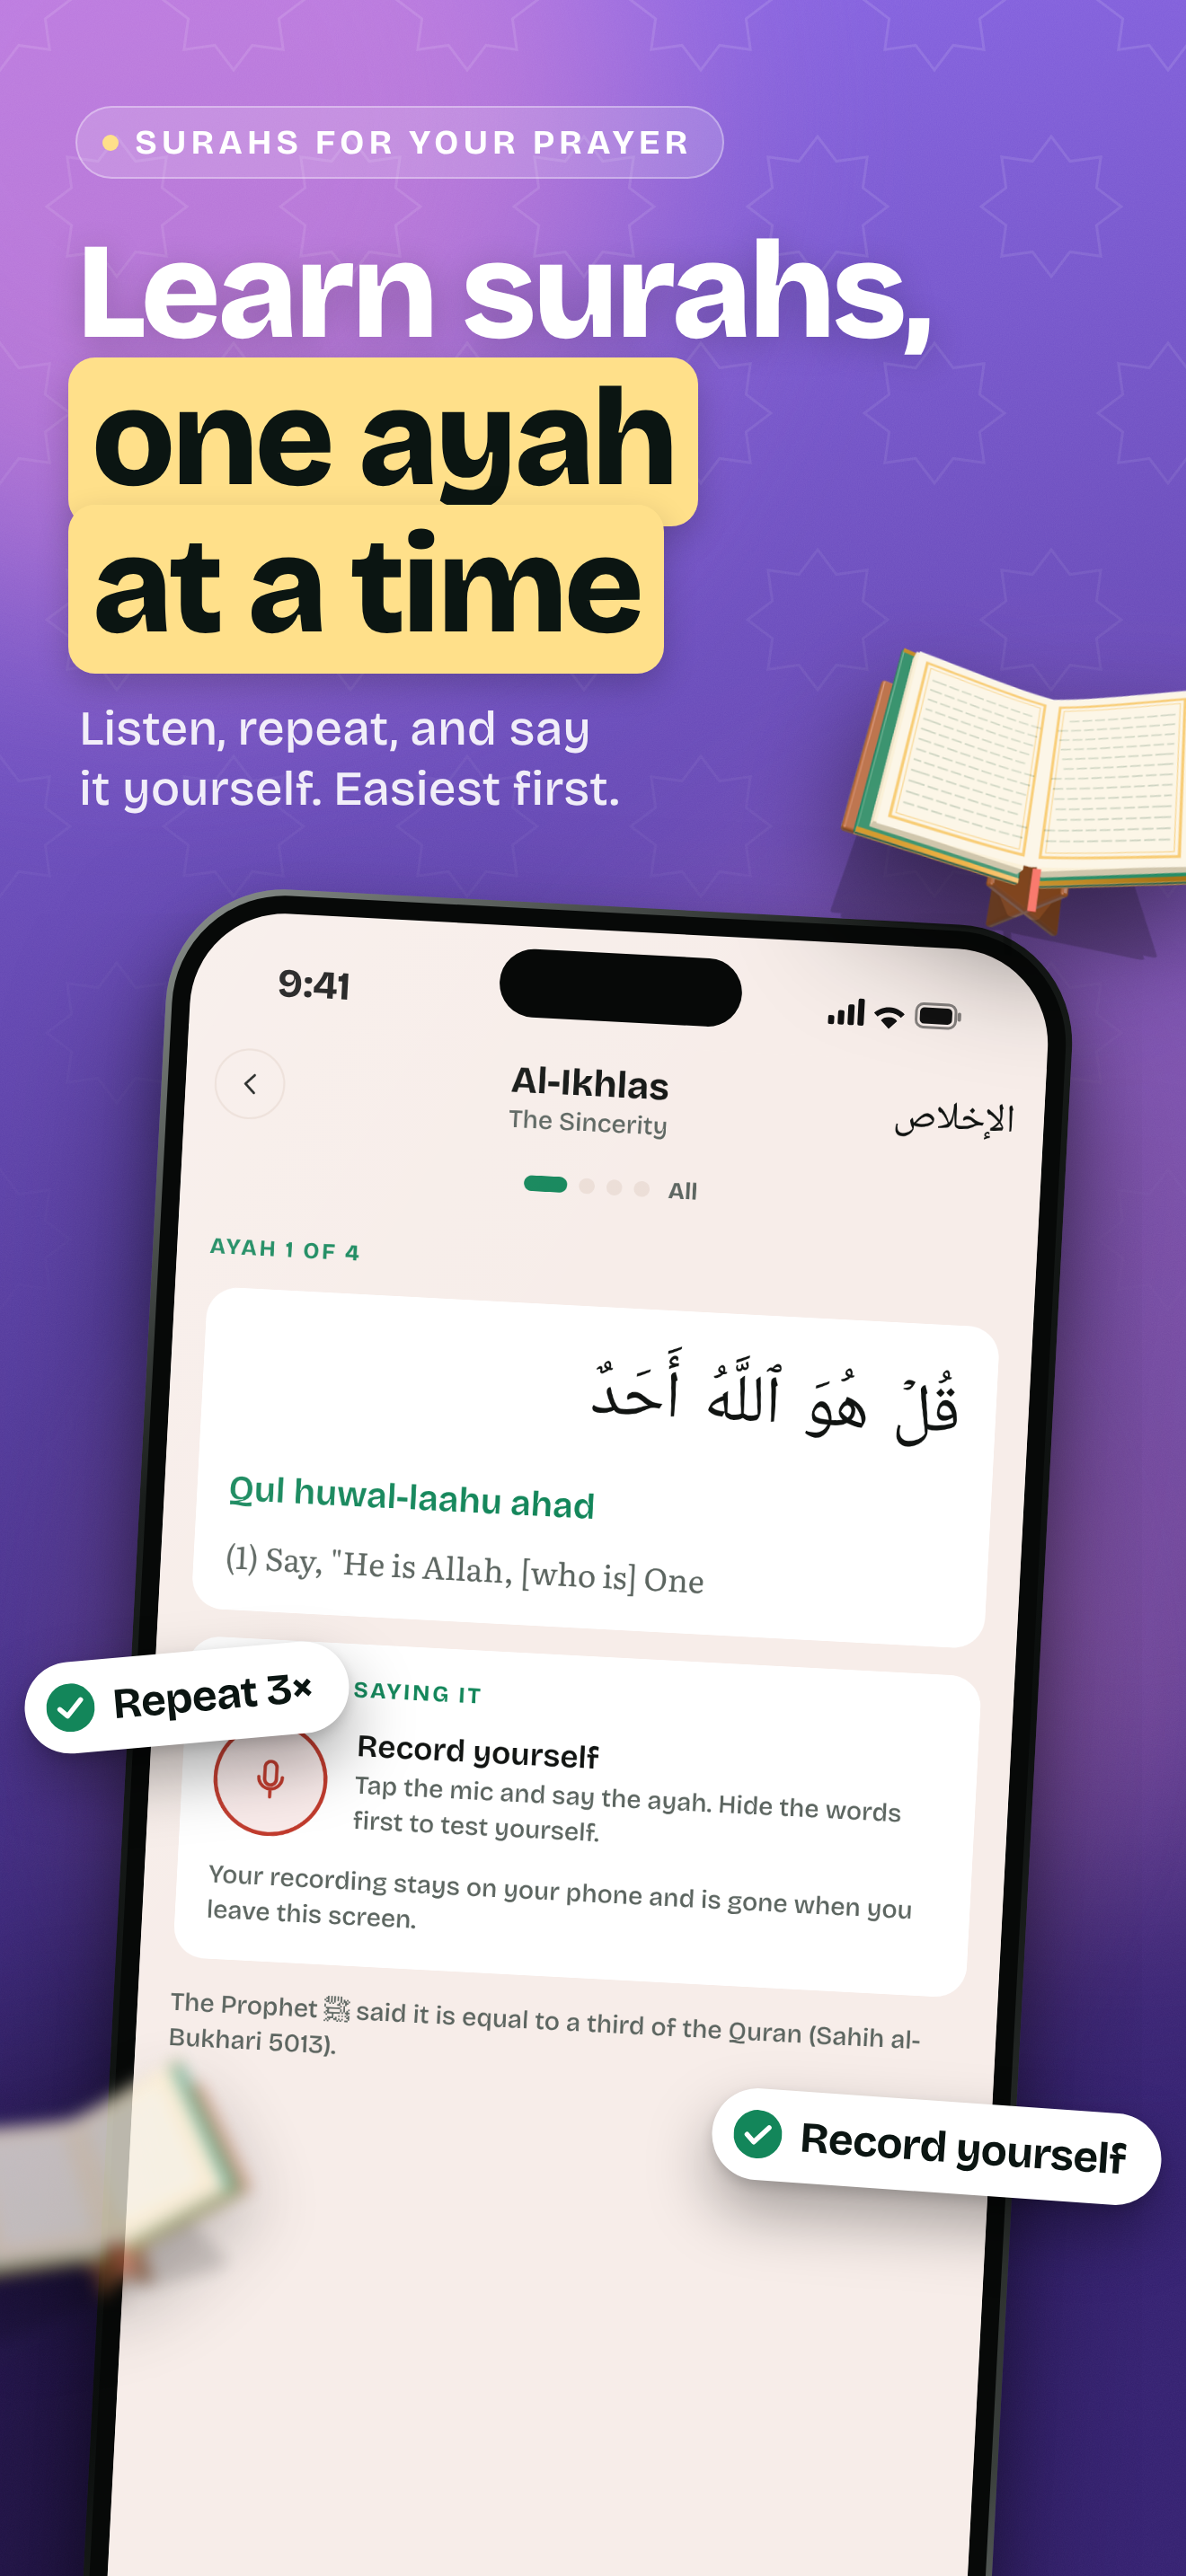 SURAHS FOR YOUR PRAYER
Learn surahs,
one ayah
at a time
Listen, repeat, and say
it yourself. Easiest first.
9:41
Al-Ikhlas
The Sincerity
الإخلاص
All
AYAH 1 OF 4
قُلْ هُوَ ٱللَّهُ أَحَدٌ
Qul huwal-laahu ahad
(1) Say, "He is Allah, [who is] One
Repeat 3×
SAYING IT
Record yourself
Tap the mic and say the ayah. Hide the words
first to test yourself.
Your recording stays on your phone and is gone when you
leave this screen.
The Prophet ﷺ said it is equal to a third of the Quran (Sahih al-
Bukhari 5013).
Record yourself